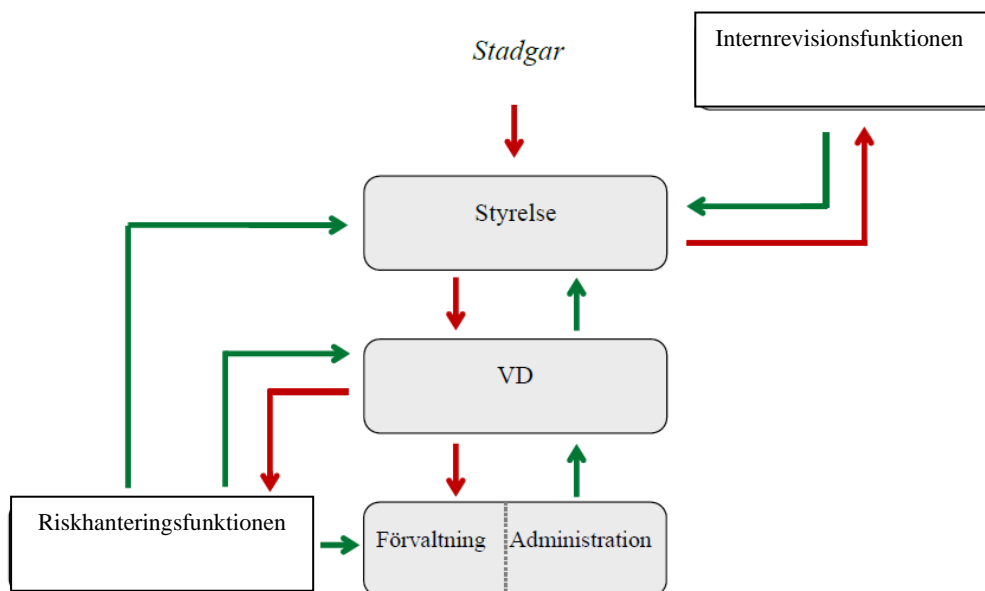 Internrevisionsfunktionen
Stadgar
Styrelse
VD
Riskhanteringsfunktionen
Förvaltning
Administration